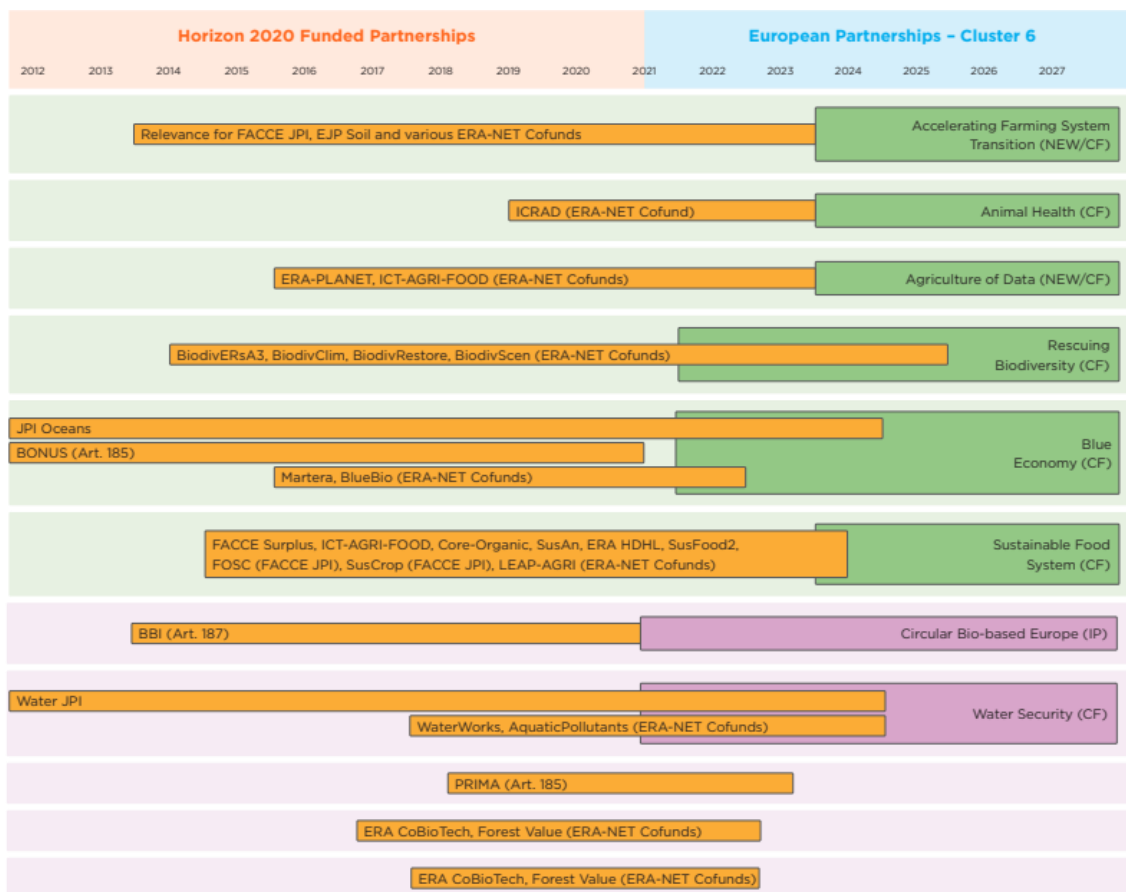 Horizon 2020 Funded Partnerships
European Partnerships – Cluster 6
2012 2013 2014 2015 2016 2017 2018 2019 2020 2021 2022 2023 2024 2025 2026 2027
Relevance for FACCE JPI, EJP Soil and various ERA-NET Cofunds
Accelerating Farming System
Transition (NEW/CF)
ICRAD (ERA-NET Cofund)
Animal Health (CF)
ERA-PLANET, ICT-AGRI-FOOD (ERA-NET Cofunds)
Agriculture of Data (NEW/CF)
BiodivERsA3, BiodivClim, BiodivRestore, BiodivScen (ERA-NET Cofunds)
Rescuing
Biodiversity (CF)
JPI Oceans
BONUS (Art. 185)
Martera, BlueBio (ERA-NET Cofunds)
Blue
Economy (CF)
FACCE Surplus, ICT-AGRI-FOOD, Core-Organic, SusAn, ERA HDHL, SusFood2,
FOSC (FACCE JPI), SusCrop (FACCE JPI), LEAP-AGRI (ERA-NET Cofunds)
Sustainable Food
System (CF)
BBI (Art. 187)
Circular Bio-based Europe (IP)
Water JPI
WaterWorks, AquaticPollutants (ERA-NET Cofunds)
Water Security (CF)
PRIMA (Art. 185)
ERA CoBioTech, Forest Value (ERA-NET Cofunds)
ERA CoBioTech, Forest Value (ERA-NET Cofunds)